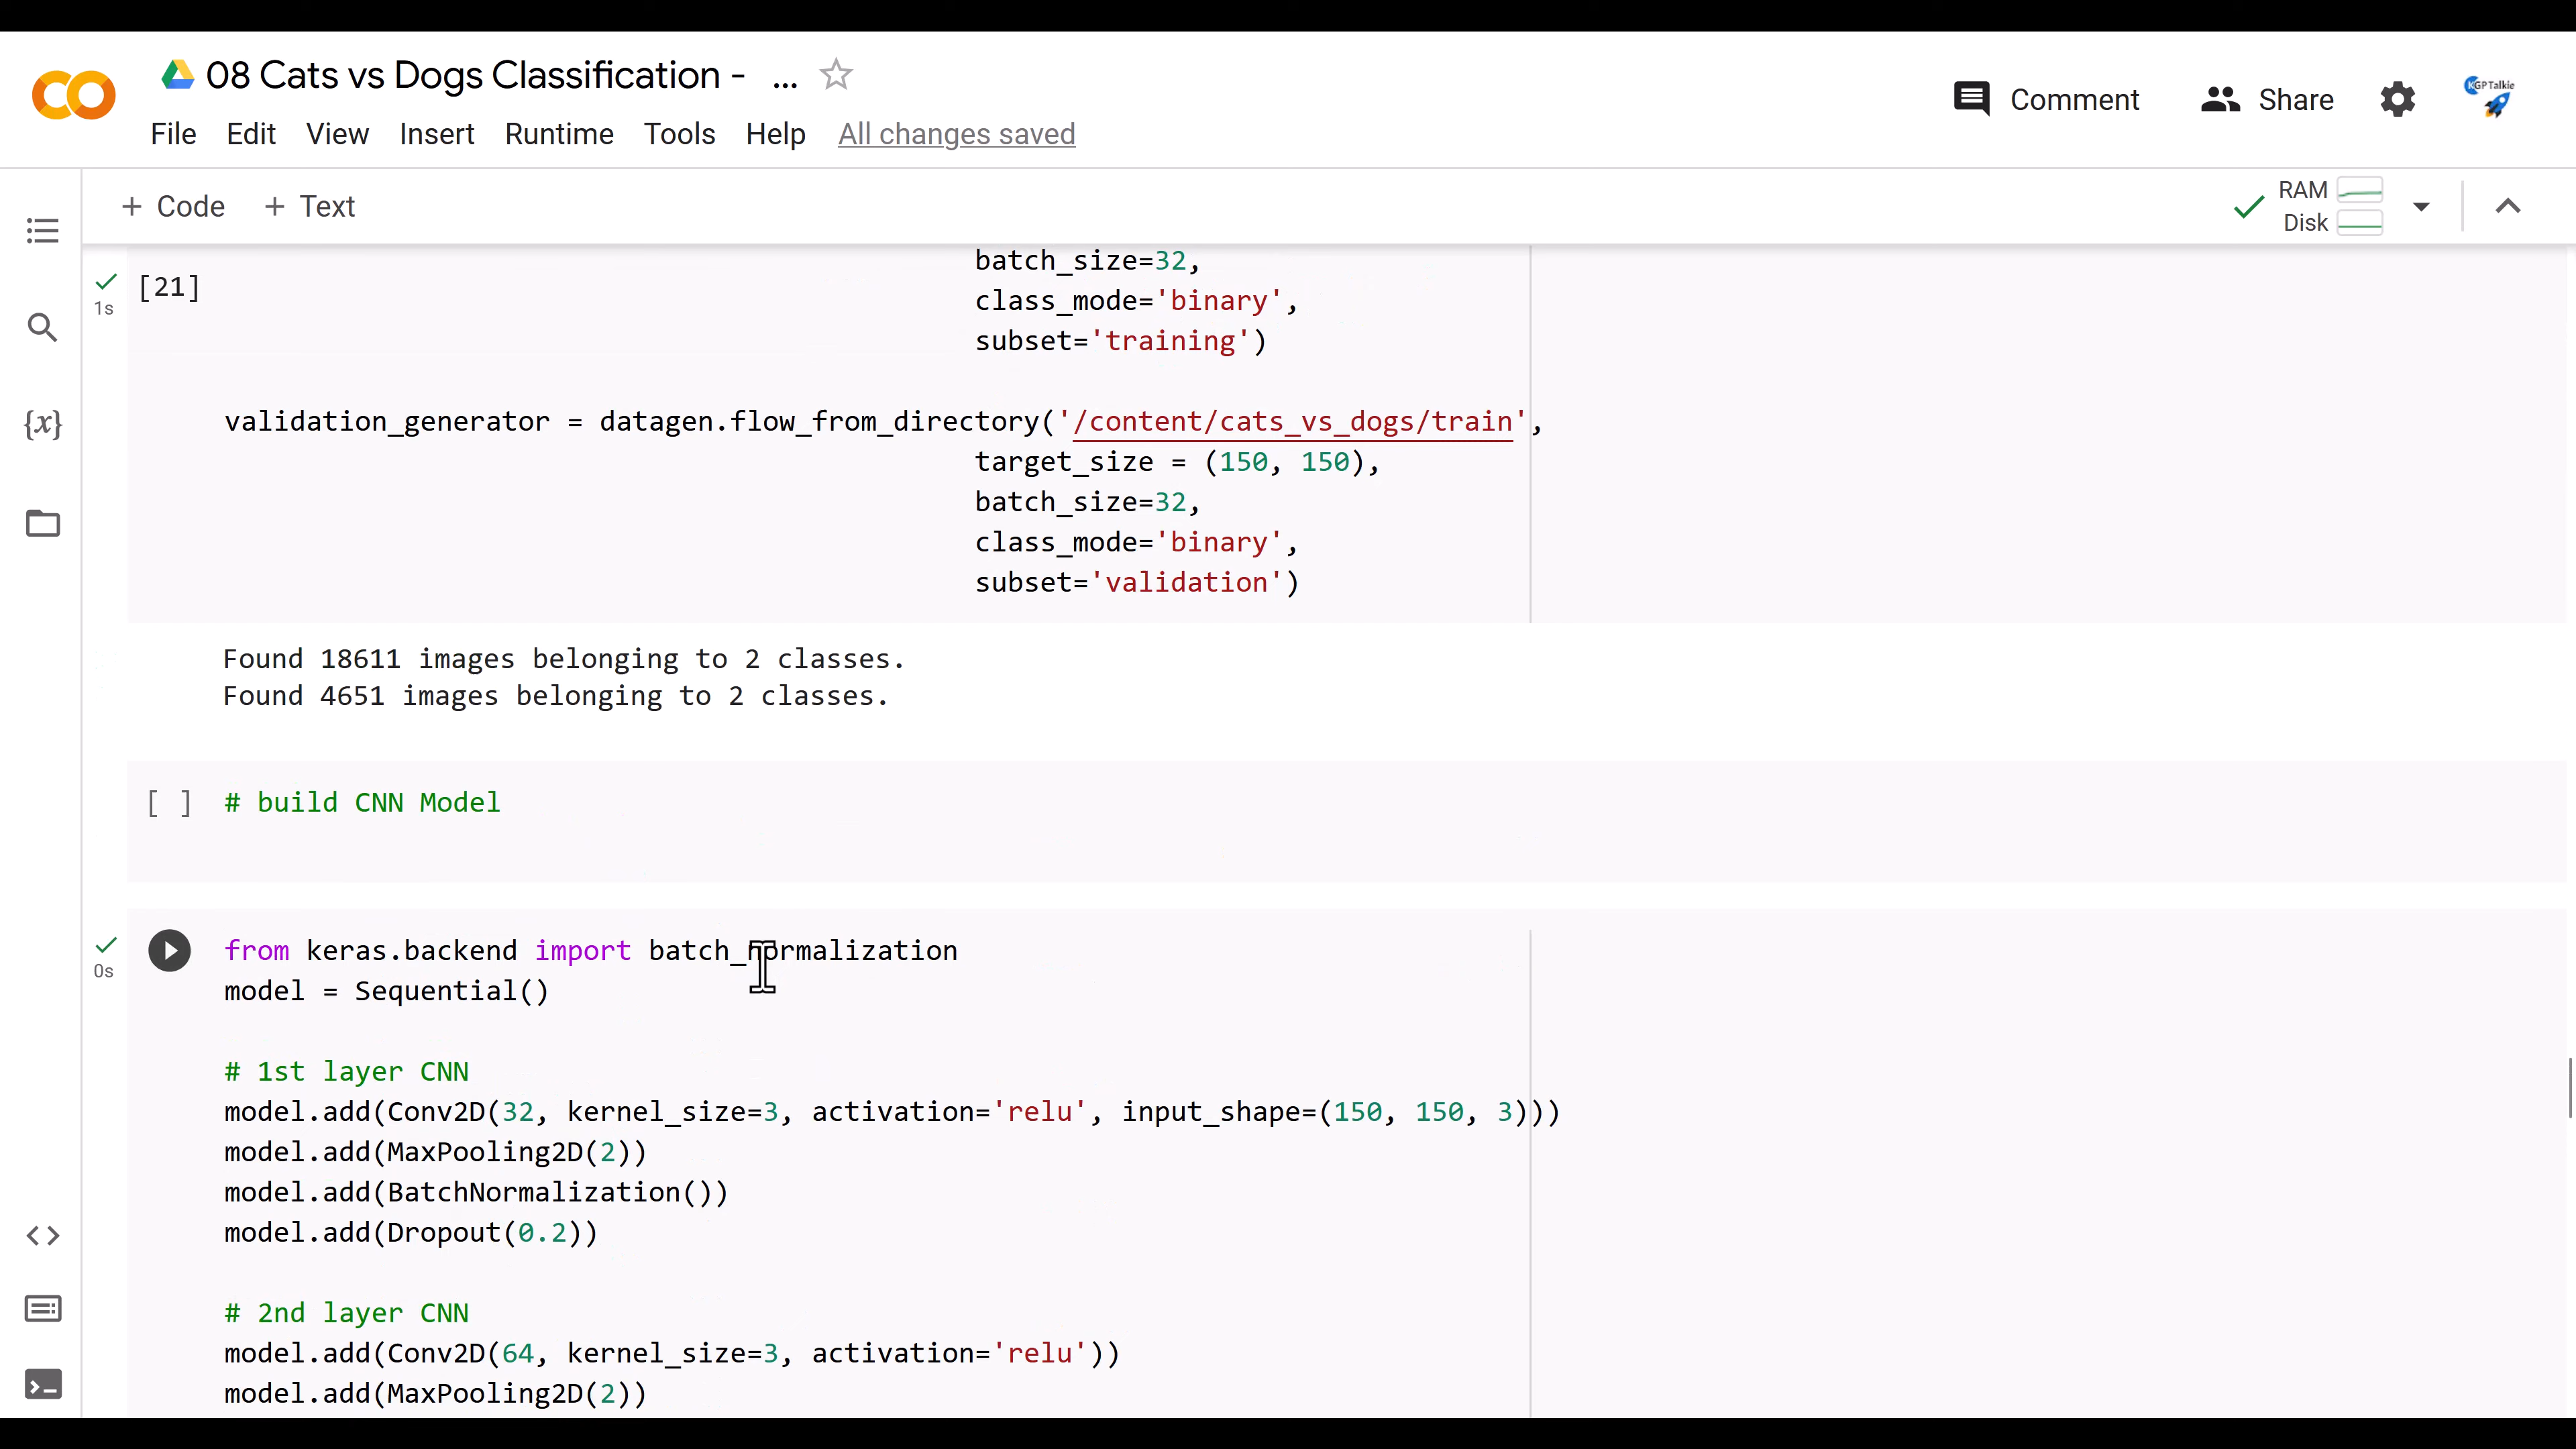 08 Cats vs Dogs Classification - ...
Comment
Share
KGPTalkie
File Edit View Insert Runtime Tools Help All changes saved
+ Code + Text
RAM
Disk
batch_size=32,
[21]
1s
class_mode='binary',
subset='training')
{x}
validation_generator = datagen.flow_from_directory('/content/cats_vs_dogs/train',
target_size = (150, 150),
batch_size=32,
class_mode='binary',
subset='validation')
Found 18611 images belonging to 2 classes.
Found 4651 images belonging to 2 classes.
[ ] # build CNN Model
from keras.backend import batch_normalization
0s
model = Sequential()
# 1st layer CNN
model.add(Conv2D(32, kernel_size=3, activation='relu', input_shape=(150, 150, 3)))
model.add(MaxPooling2D(2))
model.add(BatchNormalization())
model.add(Dropout(0.2))
# 2nd layer CNN
model.add(Conv2D(64, kernel_size=3, activation='relu'))
model.add(MaxPooling2D(2))